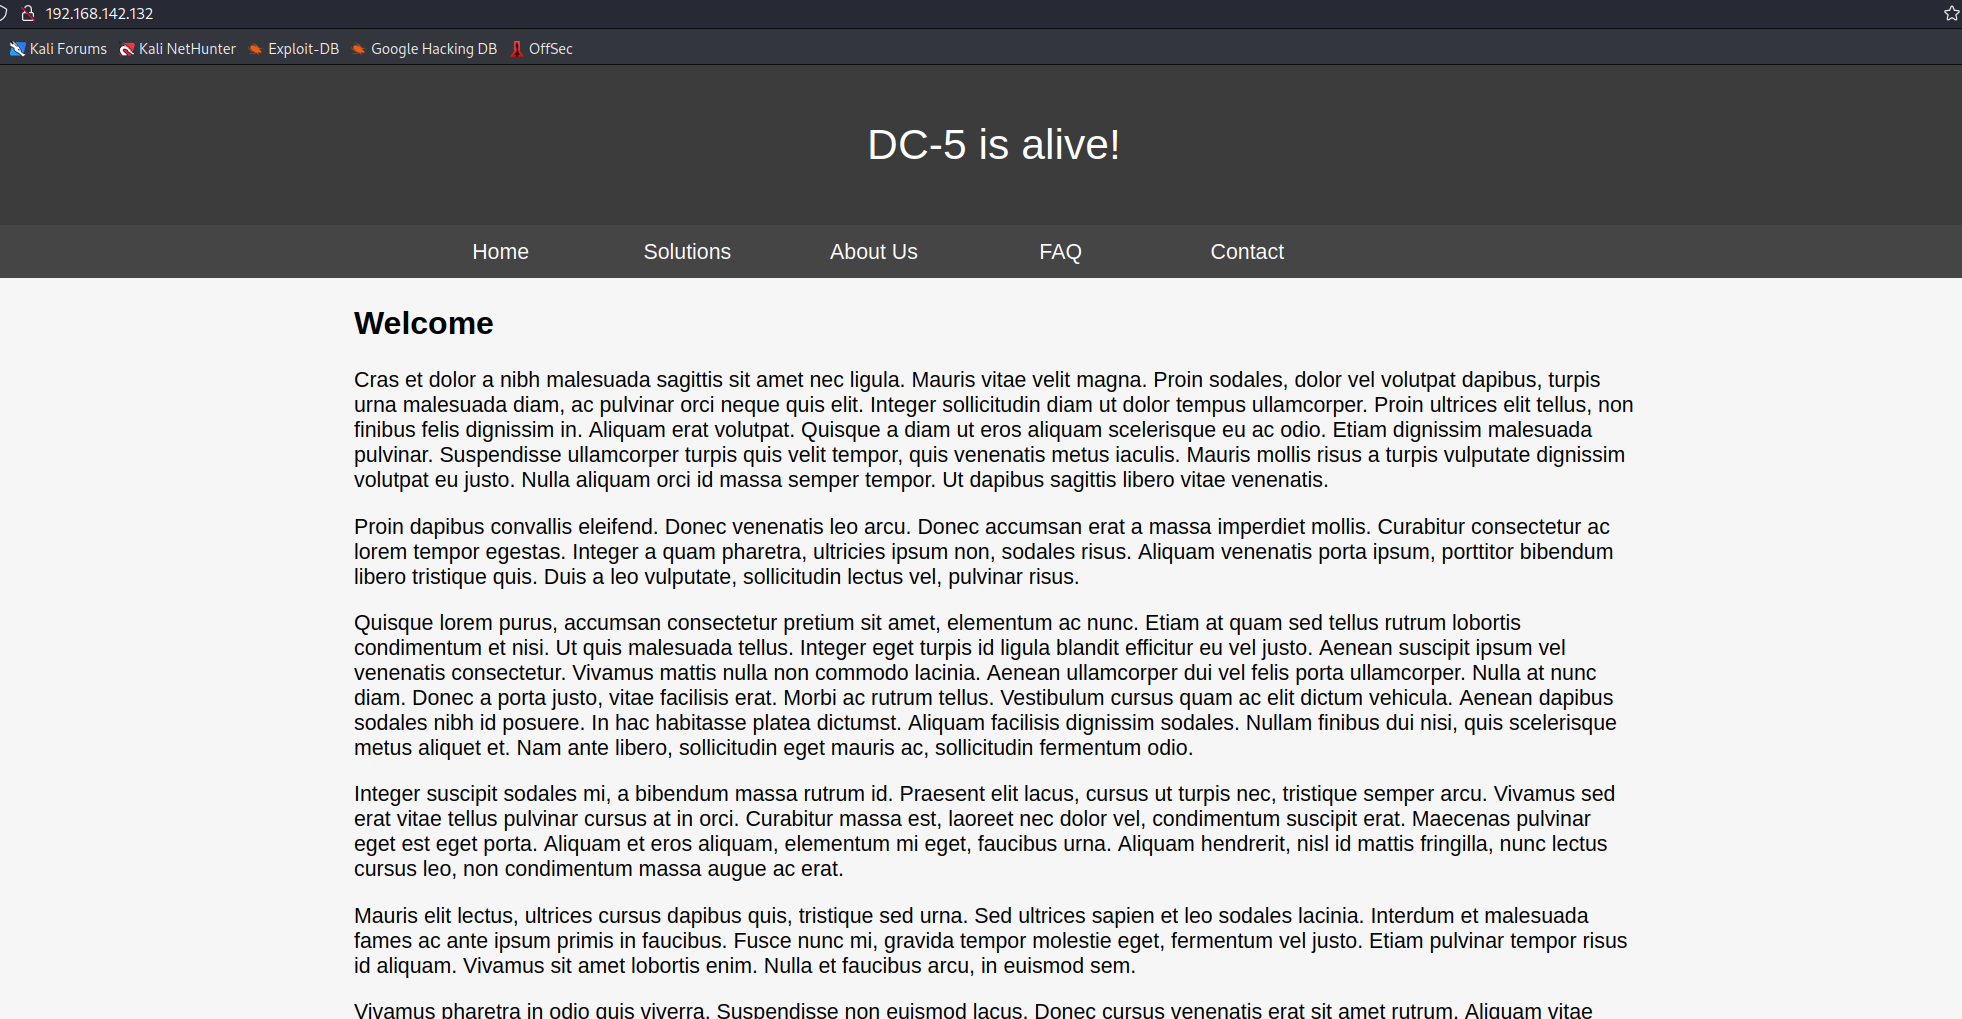 192.168.142.132
Kali Forums Kali NetHunter Exploit-DB Google Hacking DB OffSec
DC-5 is alive!
Home Solutions About Us FAQ Contact
Welcome
Cras et dolor a nibh malesuada sagittis sit amet nec ligula. Mauris vitae velit magna. Proin sodales, dolor vel volutpat dapibus, turpis
urna malesuada diam, ac pulvinar orci neque quis elit. Integer sollicitudin diam ut dolor tempus ullamcorper. Proin ultrices elit tellus, non
finibus felis dignissim in. Aliquam erat volutpat. Quisque a diam ut eros aliquam scelerisque eu ac odio. Etiam dignissim malesuada
pulvinar. Suspendisse ullamcorper turpis quis velit tempor, quis venenatis metus iaculis. Mauris mollis risus a turpis vulputate dignissim
volutpat eu justo. Nulla aliquam orci id massa semper tempor. Ut dapibus sagittis libero vitae venenatis.
Proin dapibus convallis eleifend. Donec venenatis leo arcu. Donec accumsan erat a massa imperdiet mollis. Curabitur consectetur ac
lorem tempor egestas. Integer a quam pharetra, ultricies ipsum non, sodales risus. Aliquam venenatis porta ipsum, porttitor bibendum
libero tristique quis. Duis a leo vulputate, sollicitudin lectus vel, pulvinar risus.
Quisque lorem purus, accumsan consectetur pretium sit amet, elementum ac nunc. Etiam at quam sed tellus rutrum lobortis
condimentum et nisi. Ut quis malesuada tellus. Integer eget turpis id ligula blandit efficitur eu vel justo. Aenean suscipit ipsum vel
venenatis consectetur. Vivamus mattis nulla non commodo lacinia. Aenean ullamcorper dui vel felis porta ullamcorper. Nulla at nunc
diam. Donec a porta justo, vitae facilisis erat. Morbi ac rutrum tellus. Vestibulum cursus quam ac elit dictum vehicula. Aenean dapibus
sodales nibh id posuere. In hac habitasse platea dictumst. Aliquam facilisis dignissim sodales. Nullam finibus dui nisi, quis scelerisque
metus aliquet et. Nam ante libero, sollicitudin eget mauris ac, sollicitudin fermentum odio.
Integer suscipit sodales mi, a bibendum massa rutrum id. Praesent elit lacus, cursus ut turpis nec, tristique semper arcu. Vivamus sed
erat vitae tellus pulvinar cursus at in orci. Curabitur massa est, laoreet nec dolor vel, condimentum suscipit erat. Maecenas pulvinar
eget est eget porta. Aliquam et eros aliquam, elementum mi eget, faucibus urna. Aliquam hendrerit, nisl id mattis fringilla, nunc lectus
cursus leo, non condimentum massa augue ac erat.
Mauris elit lectus, ultrices cursus dapibus quis, tristique sed urna. Sed ultrices sapien et leo sodales lacinia. Interdum et malesuada
fames ac ante ipsum primis in faucibus. Fusce nunc mi, gravida tempor molestie eget, fermentum vel justo. Etiam pulvinar tempor risus
id aliquam. Vivamus sit amet lobortis enim. Nulla et faucibus arcu, in euismod sem.
Vivamus pharetra in odio quis viverra. Suspendisse non euismod lacus. Donec cursus venenatis erat sit amet rutrum. Aliquam vitae